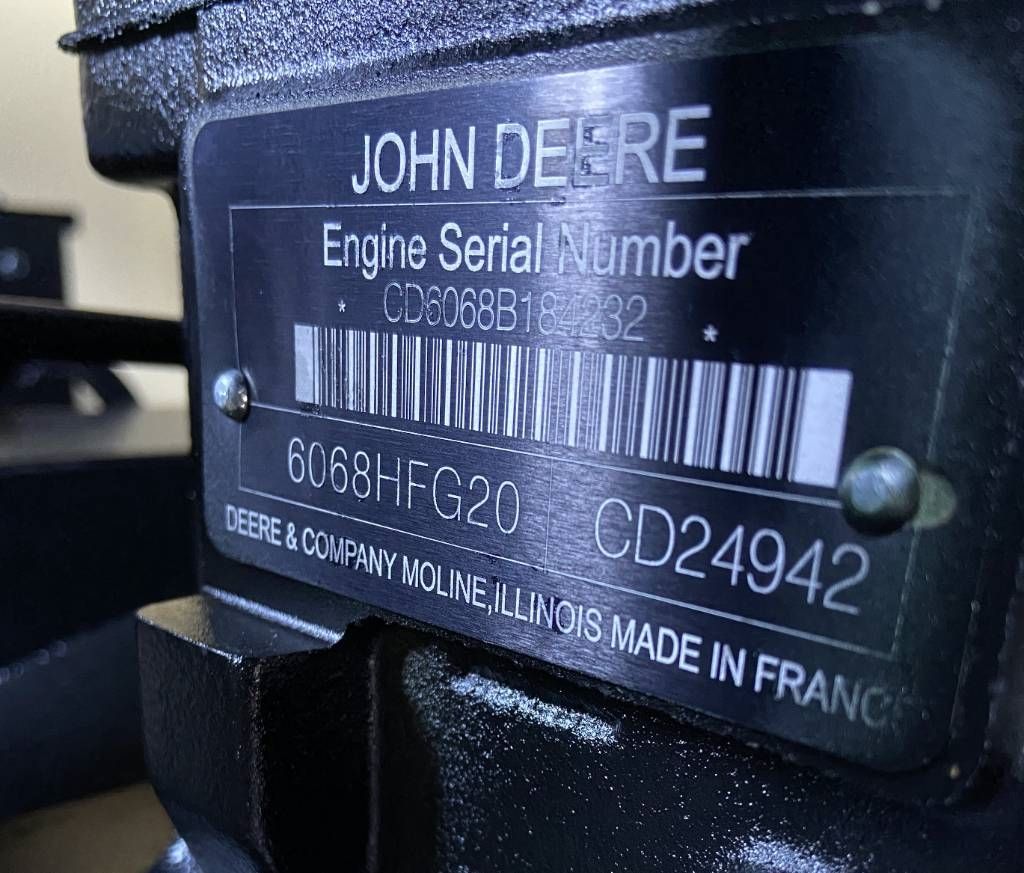 JOHN DEERE
Engine Serial Number
* CD6068B184232 *
6068HFG20 CD24942
DEERE & COMPANY MOLINE,ILLINOIS MADE IN FRANCE